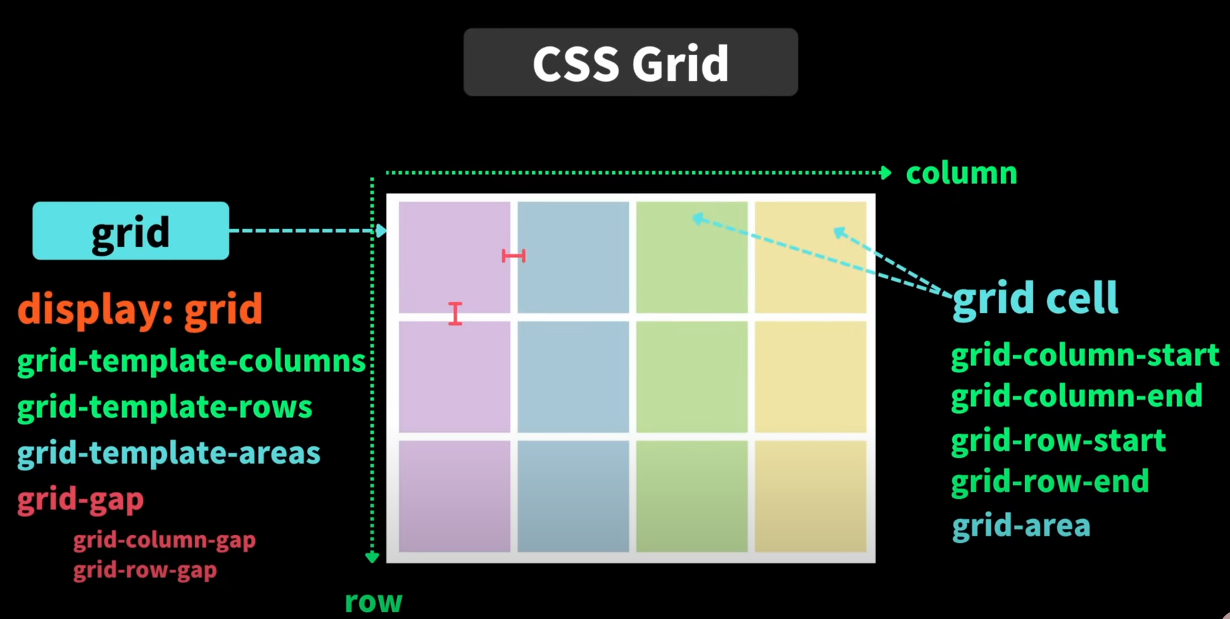 CSS Grid
column
grid
display: grid
grid-template-columns
grid-template-rows
grid-template-areas
grid-gap
grid-column-gap
grid-row-gap
row
grid cell
grid-column-start
grid-column-end
grid-row-start
grid-row-end
grid-area